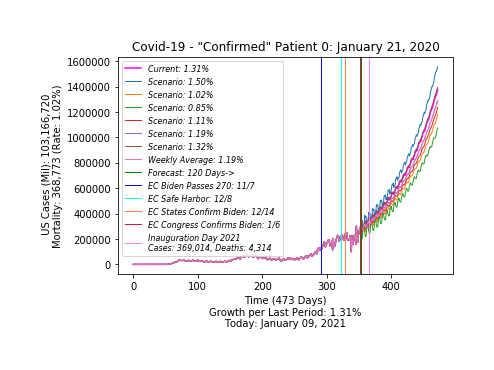 Covid-19 - "Confirmed" Patient 0: January 21, 2020
US Cases (Mil): 103,166,720
Mortality: 368,773 (Rate: 1.02%)
1600000
1400000
1200000
1000000
800000
600000
400000
200000
0
Current: 1.31%
Scenario: 1.50%
Scenario: 1.02%
Scenario: 0.85%
Scenario: 1.11%
Scenario: 1.19%
Scenario: 1.32%
Weekly Average: 1.19%
Forecast: 120 Days->
EC Biden Passes 270: 11/7
EC Safe Harbor: 12/8
EC States Confirm Biden: 12/14
EC Congress Confirms Biden: 1/6
Inauguration Day 2021
Cases: 369,014, Deaths: 4,314
0 100 200 300 400
Time (473 Days)
Growth per Last Period: 1.31%
Today: January 09, 2021